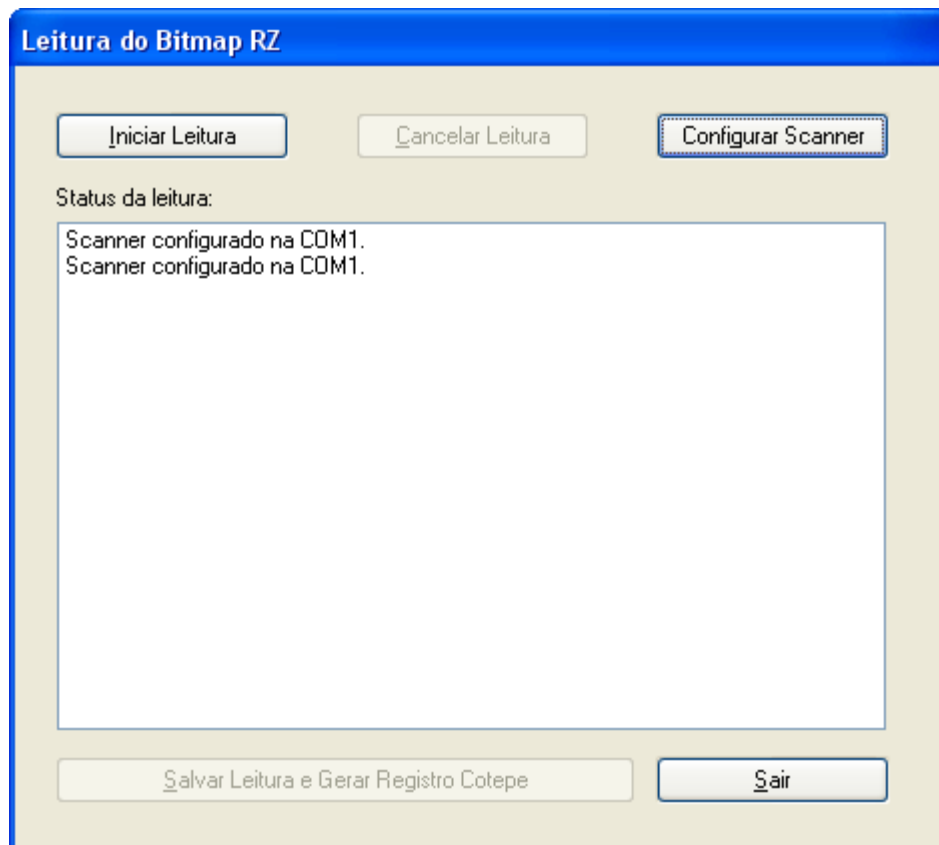 Leitura do Bitmap RZ
Iniciar Leitura
Cancelar Leitura
Configurar Scanner
Status da leitura:
Scanner configurado na COM1.
Scanner configurado na COM1.
Salvar Leitura e Gerar Registro Cotepe
Sair